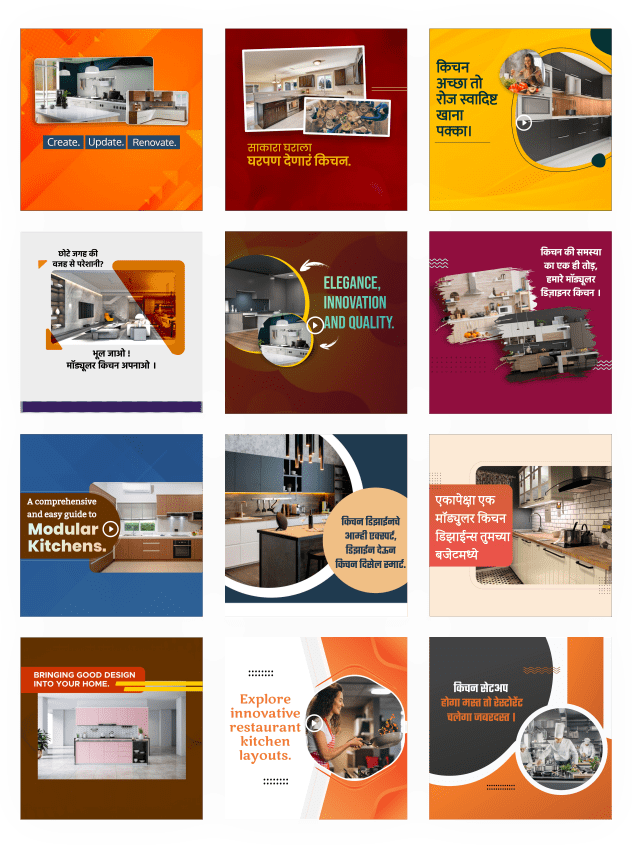 Create. Update. Renovate.
साकारा घराला
घरपण देणारं किचन.
किचन
अच्छा तो
रोज स्वादिष्ट
खाना
पक्का।
छोटे जगह की
वजह से परेशानी?
भूल जाओ !
मॉड्यूलर किचन अपनाओ ।
ELEGANCE,
INNOVATION
AND QUALITY.
किचन की समस्या
का एक ही तोड़,
हमारे मॉड्यूलर
डिज़ाइनर किचन ।
A comprehensive
and easy guide to
Modular
Kitchens.
किचन डिझाईनचे
आम्ही एक्स्पर्ट,
डिझाईन देऊन
किचन दिसेल स्मार्ट.
एकापेक्षा एक
मॉड्युलर किचन
डिझाईन्स तुमच्या
बजेटमध्ये
BRINGING GOOD DESIGN
INTO YOUR HOME.
Explore
innovative
restaurant
kitchen
layouts.
किचन सेटअप
होगा मस्त तो रेस्टोरेंट
चलेगा जबरदस्त ।